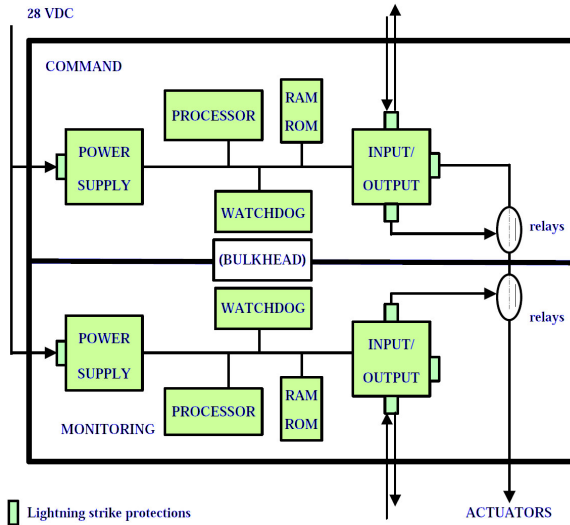 28 VDC
COMMAND
PROCESSOR
RAM
ROM
POWER
SUPPLY
INPUT/
OUTPUT
WATCHDOG
relays
(BULKHEAD)
WATCHDOG
relays
POWER
SUPPLY
INPUT/
OUTPUT
PROCESSOR
RAM
ROM
MONITORING
Lightning strike protections
ACTUATORS